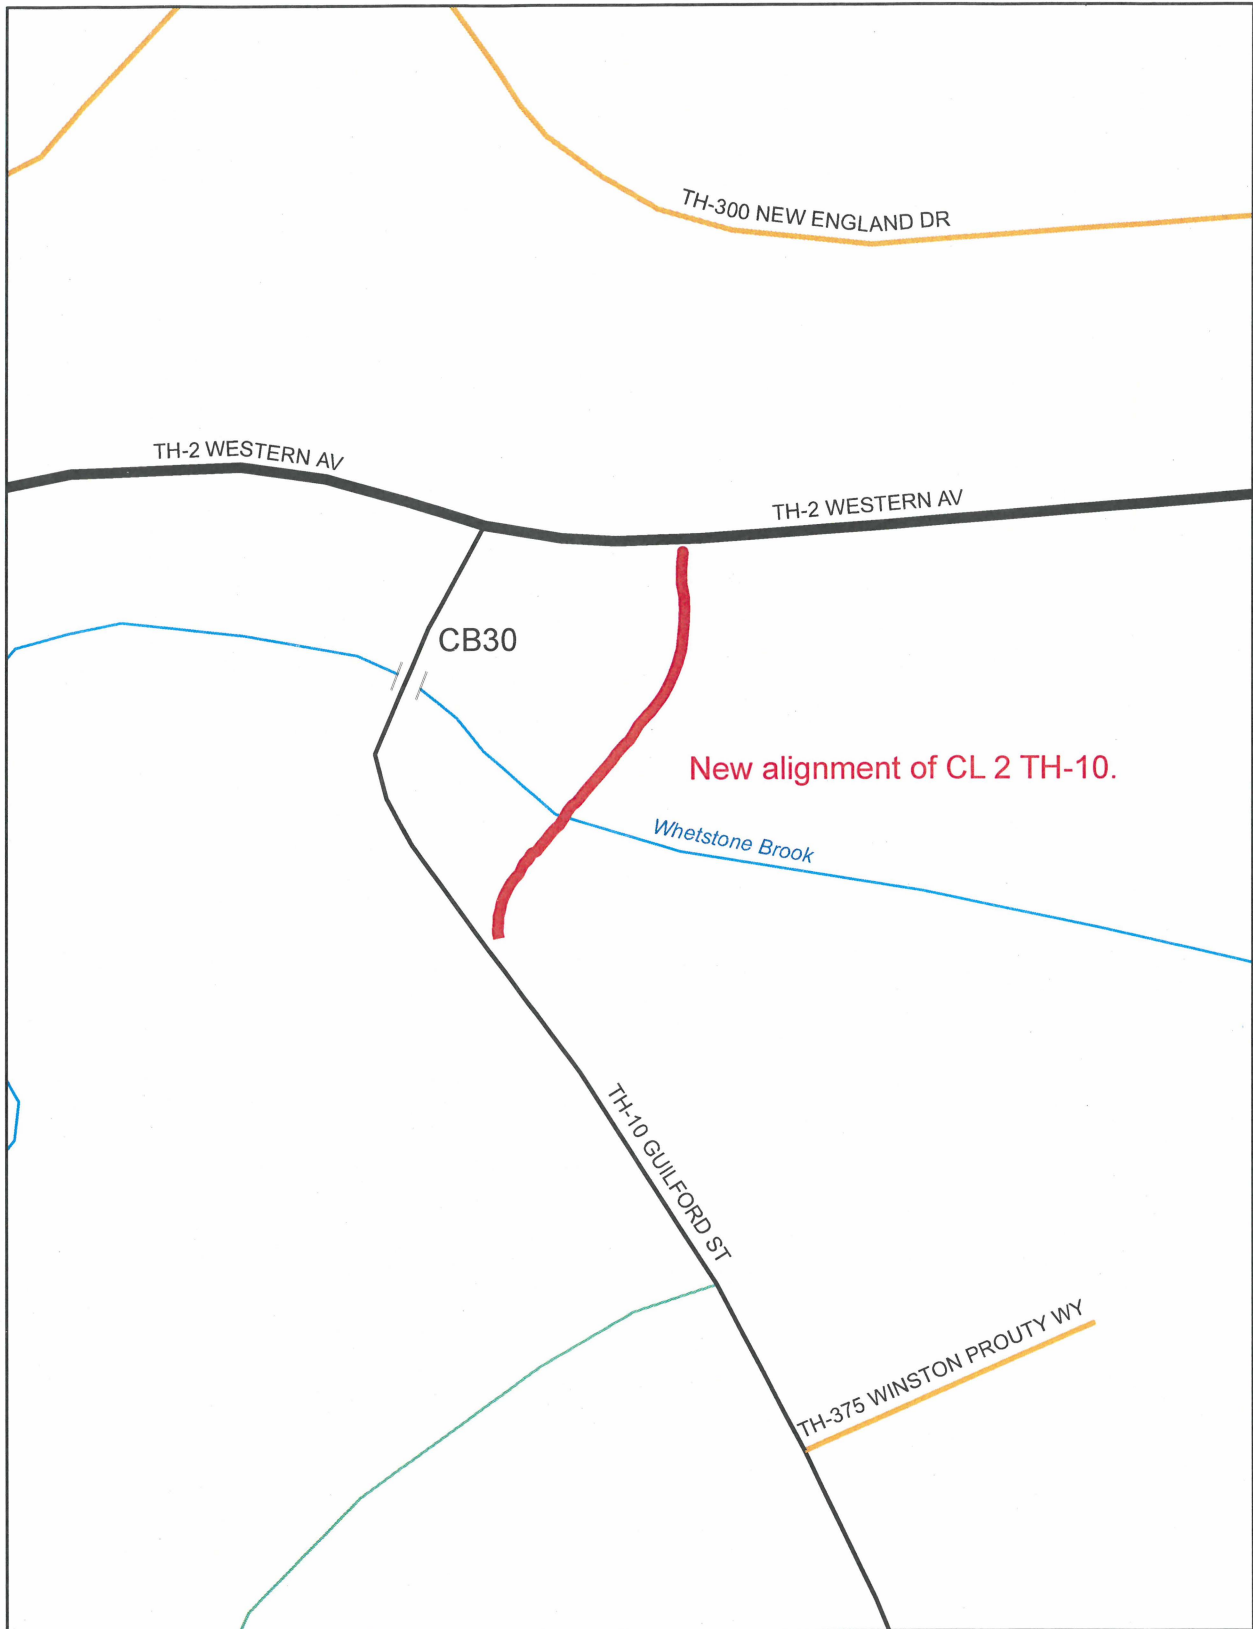 TH-300 NEW ENGLAND DR
TH-2 WESTERN AV
TH-2 WESTERN AV
CB30
New alignment of CL 2 TH-10.
Whetstone Brook
TH-10 GUILFORD ST
TH-375 WINSTON PROUTY WY